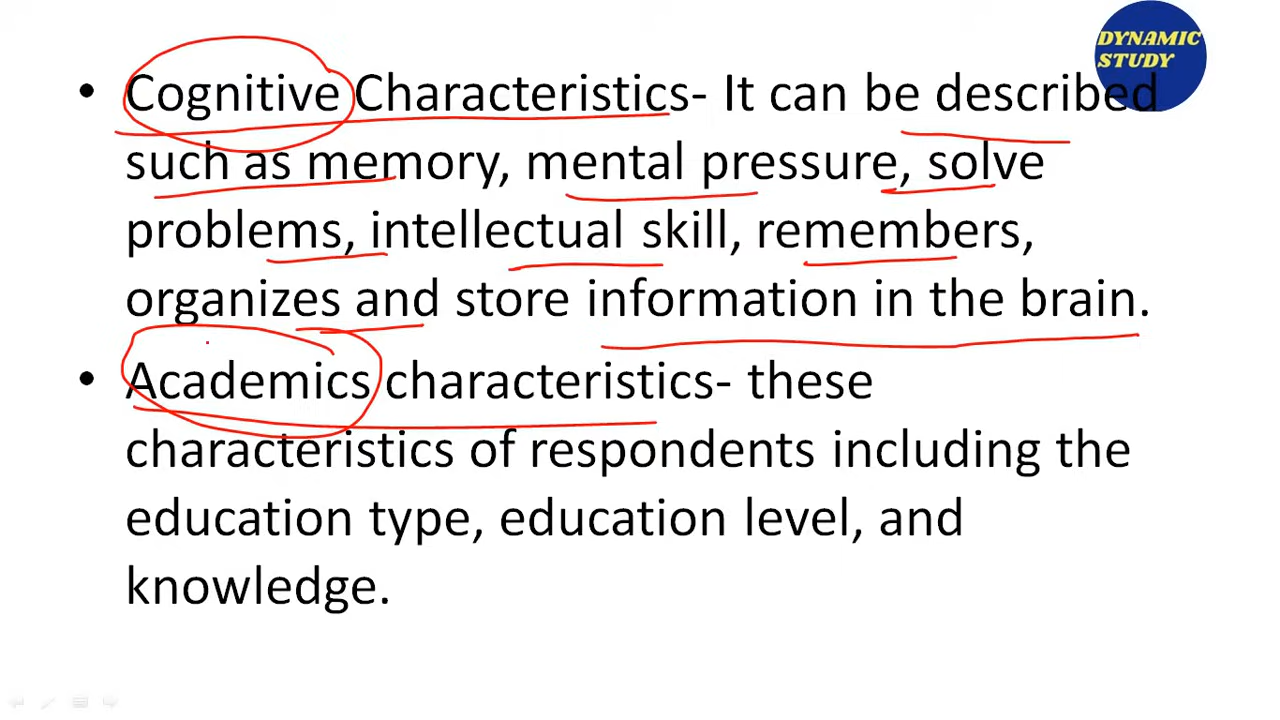 DYNAMIC
STUDY
• Cognitive Characteristics- It can be described
such as memory, mental pressure, solve
problems, intellectual skill, remembers,
organizes and store information in the brain.
• Academics characteristics- these
characteristics of respondents including the
education type, education level, and
knowledge.